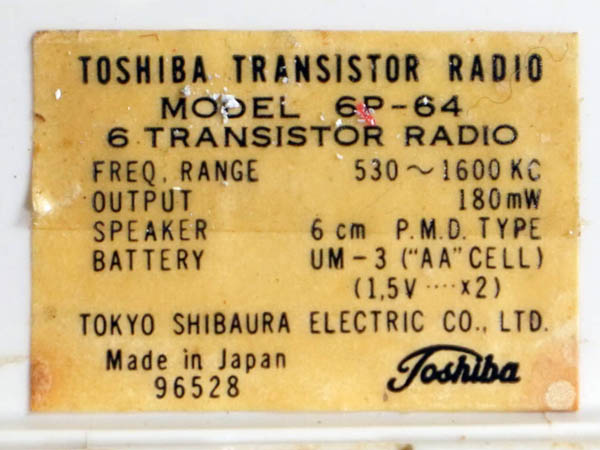 TOSHIBA TRANSISTOR RADIO
MODEL 6P-64
6 TRANSISTOR RADIO
FREQ. RANGE 530～1600 KC
OUTPUT 180mW
SPEAKER 6 cm P.M.D. TYPE
BATTERY UM-3 ("AA" CELL)
(1,5V ···· x2)
TOKYO SHIBAURA ELECTRIC CO., LTD.
Made in Japan
96528
Toshiba